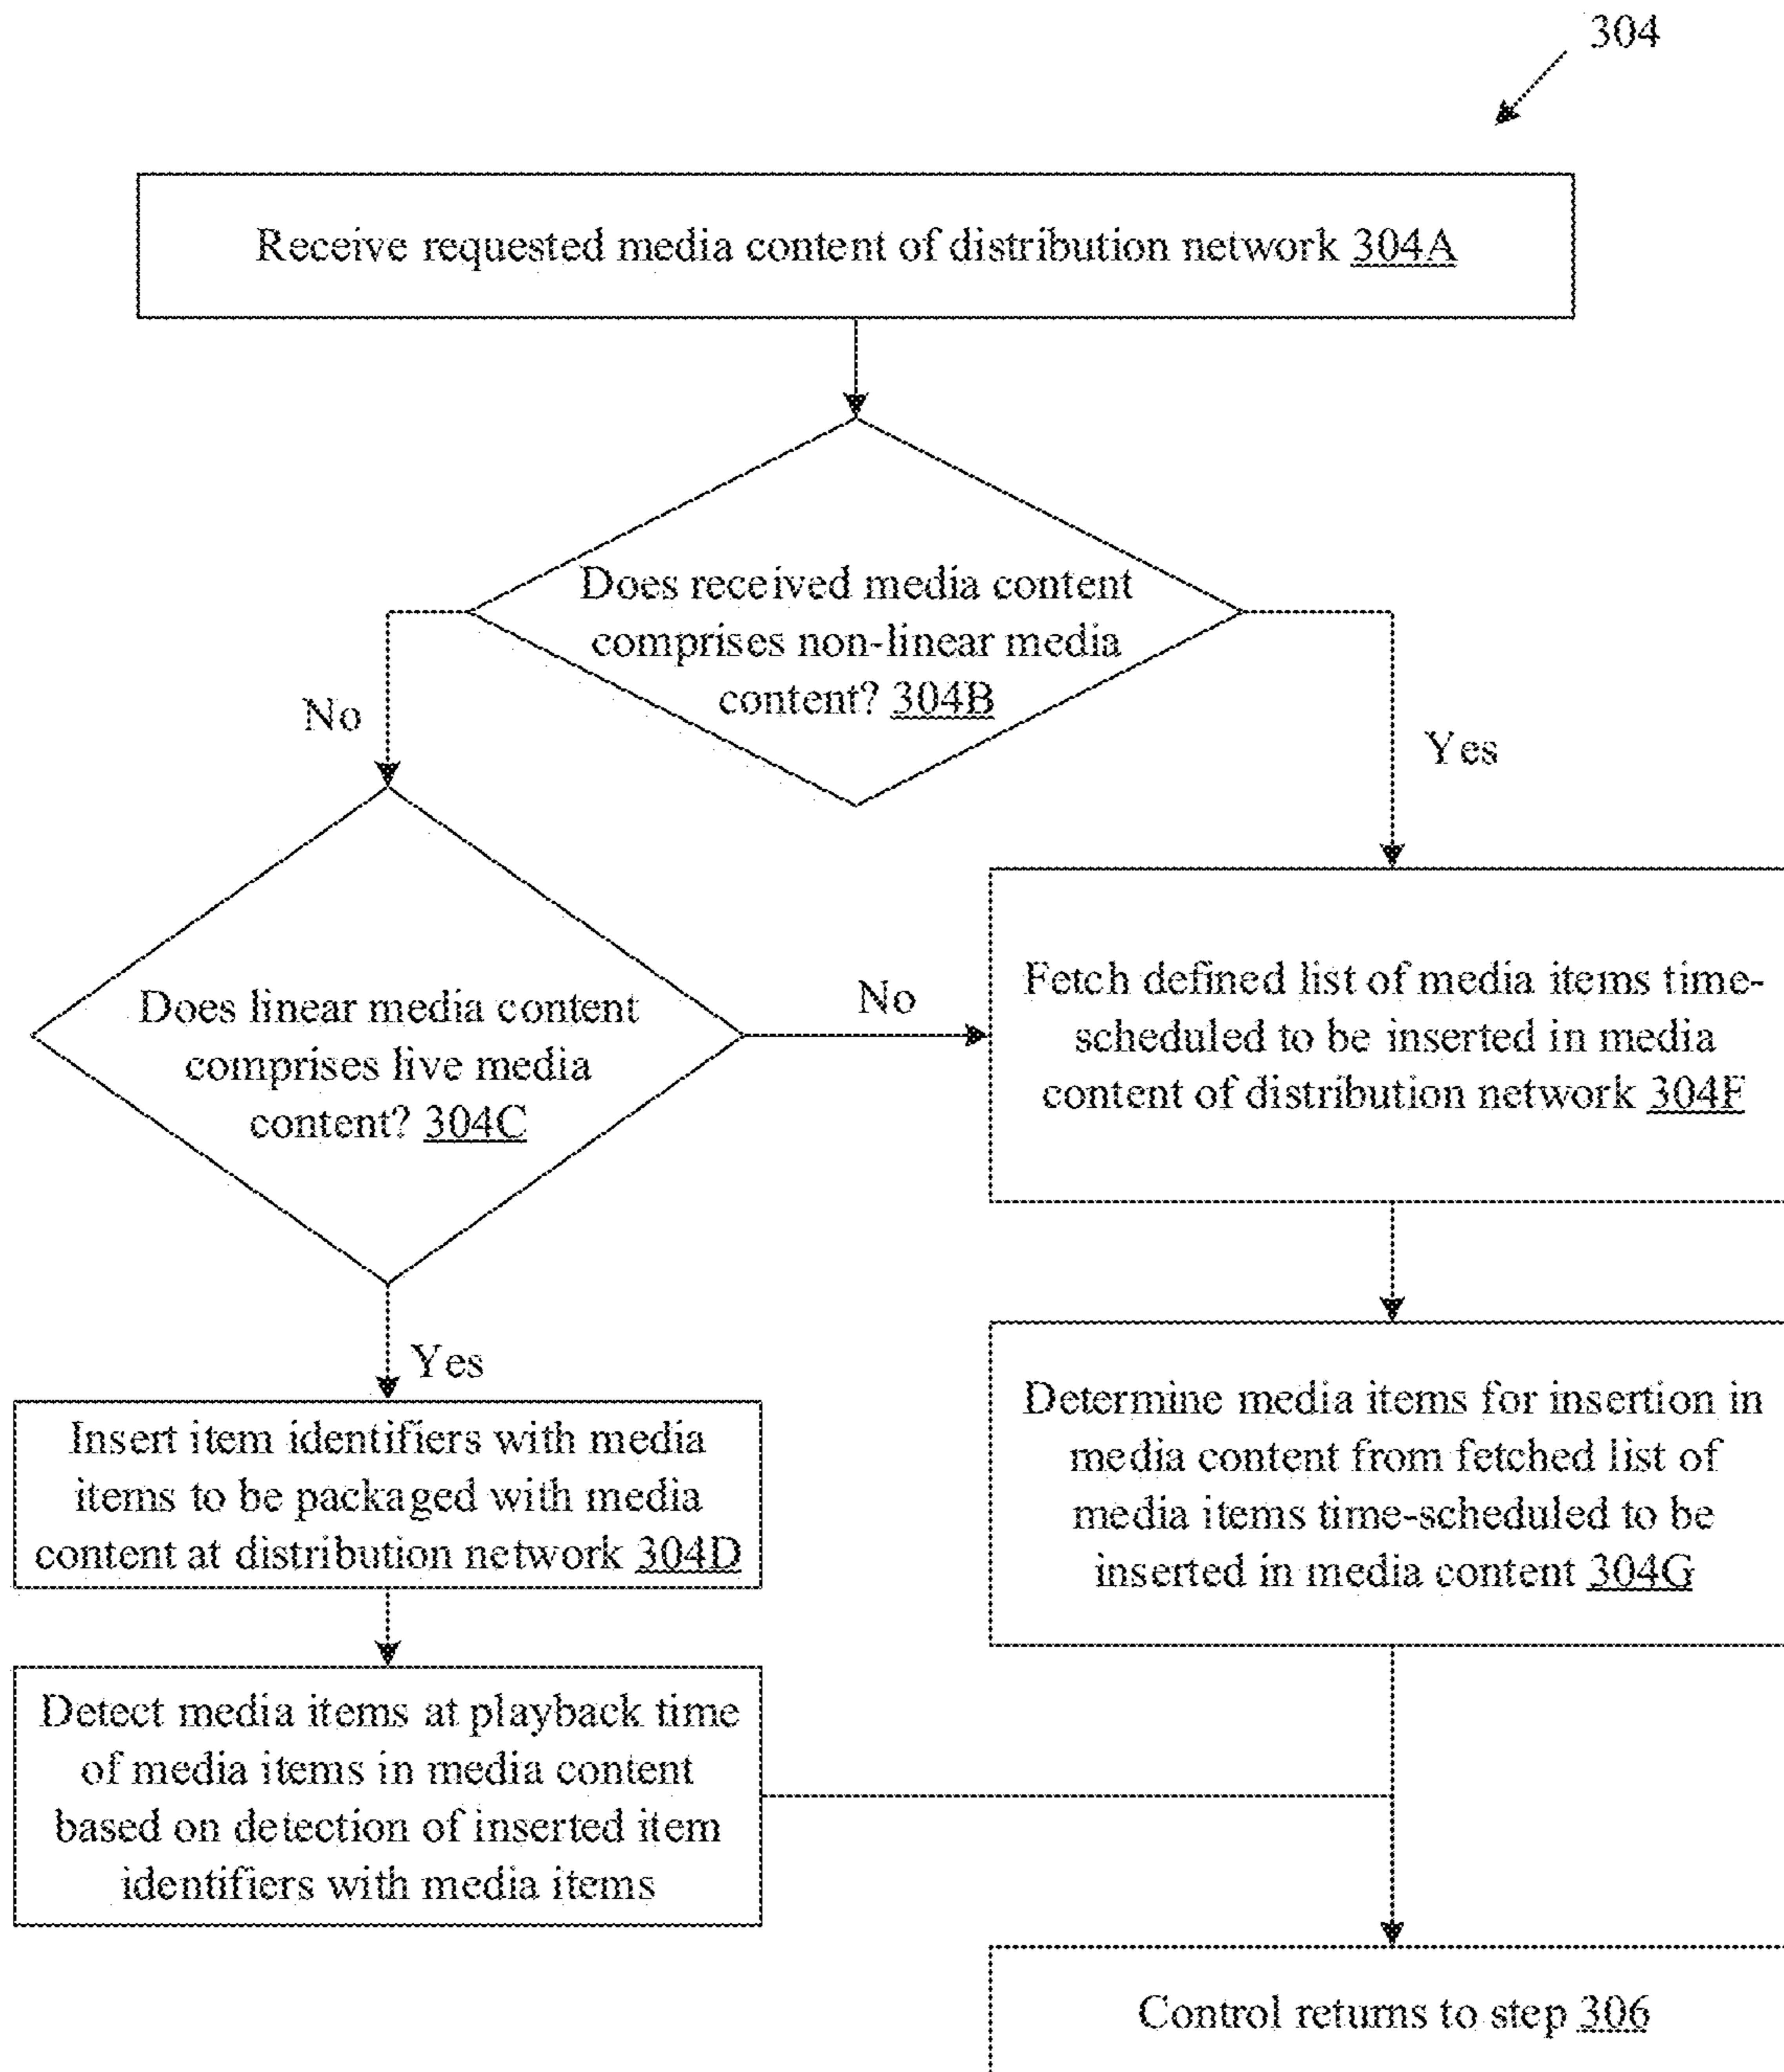 304
Receive requested media content of distribution network 304A
Does received media content
comprises non-linear media
content? 304B
No
Yes
Does linear media content
comprises live media
content? 304C
No
Fetch defined list of media items time-
scheduled to be inserted in media
content of distribution network 304F
Yes
Insert item identifiers with media
items to be packaged with media
content at distribution network 304D
Determine media items for insertion in
media content from fetched list of
media items time-scheduled to be
inserted in media content 304G
Detect media items at playback time
of media items in media content
based on detection of inserted item
identifiers with media items
Control returns to step 306